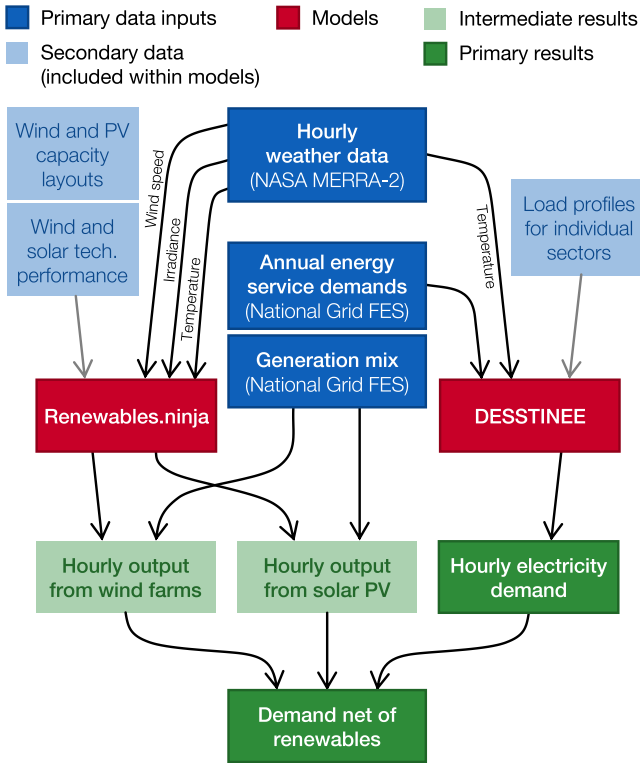 Primary data inputs
Models
Intermediate results
Secondary data
(included within models)
Primary results
Wind and PV
capacity
layouts
Hourly
weather data
(NASA MERRA-2)
Wind speed
Irradiance
Temperature
Temperature
Load profiles
for individual
sectors
Wind and
solar tech.
performance
Annual energy
service demands
(National Grid FES)
Generation mix
(National Grid FES)
Renewables.ninja
DESSTINEE
Hourly output
from wind farms
Hourly output
from solar PV
Hourly electricity
demand
Demand net of
renewables